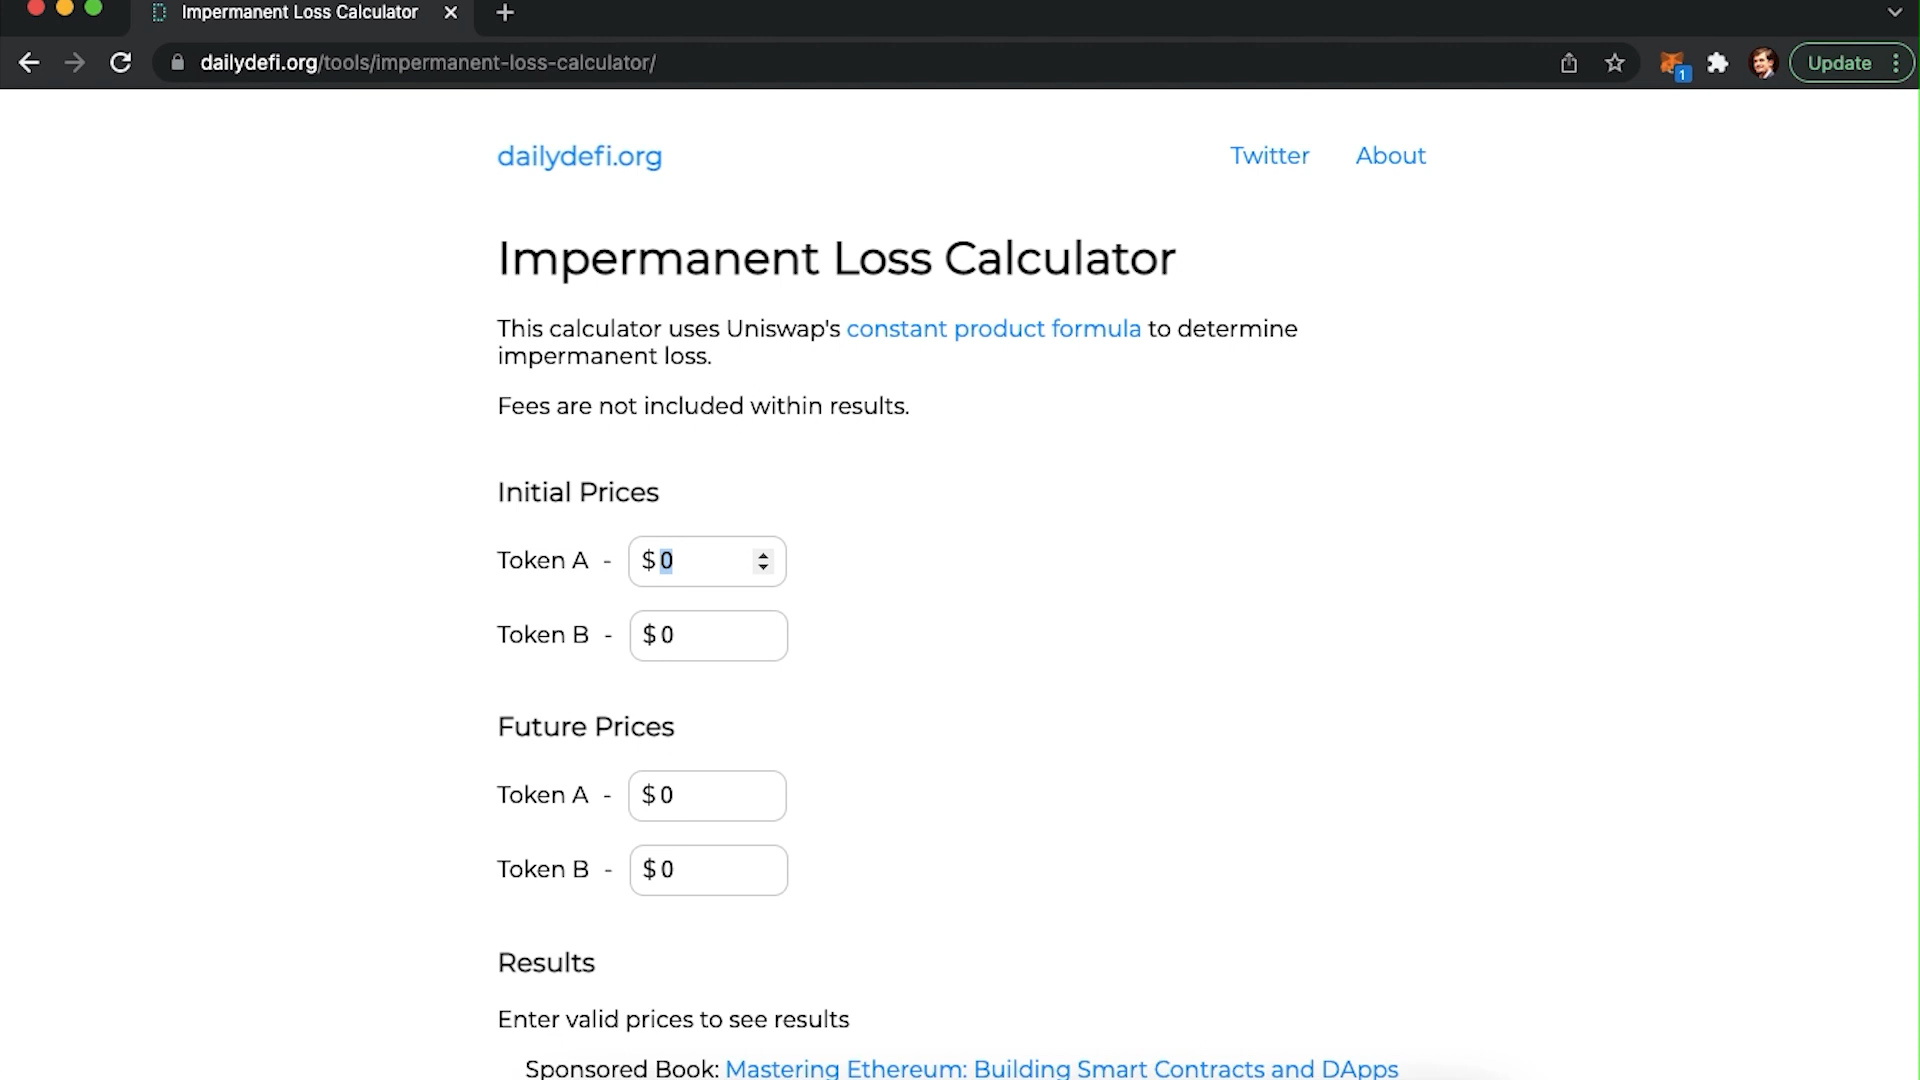 Impermanent Loss Calculator
dailydefi.org/tools/impermanent-loss-calculator/
1
Update
dailydefi.org
Twitter About
Impermanent Loss Calculator
This calculator uses Uniswap's constant product formula to determine
impermanent loss.
Fees are not included within results.
Initial Prices
Token A - $0
Token B - $0
Future Prices
Token A - $0
Token B - $0
Results
Enter valid prices to see results
Sponsored Book: Mastering Ethereum: Building Smart Contracts and DApps